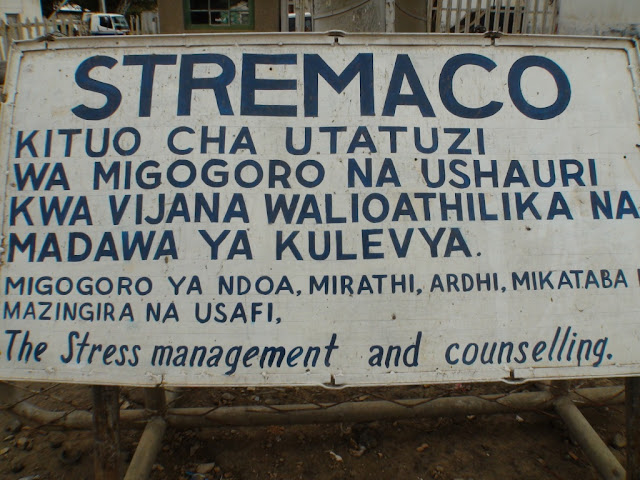 STREMACO
KITUO CHA UTATUZI
WA MIGOGORO NA USHAURI
KWA VIJANA WALIOATHILIKA NA
MADAWA YA KULEVYA.
MIGOGORO YA NDOA, MIRATHI, ARDHI, MIKATABA
MAZINGIRA NA USAFI,
The Stress management and counselling.